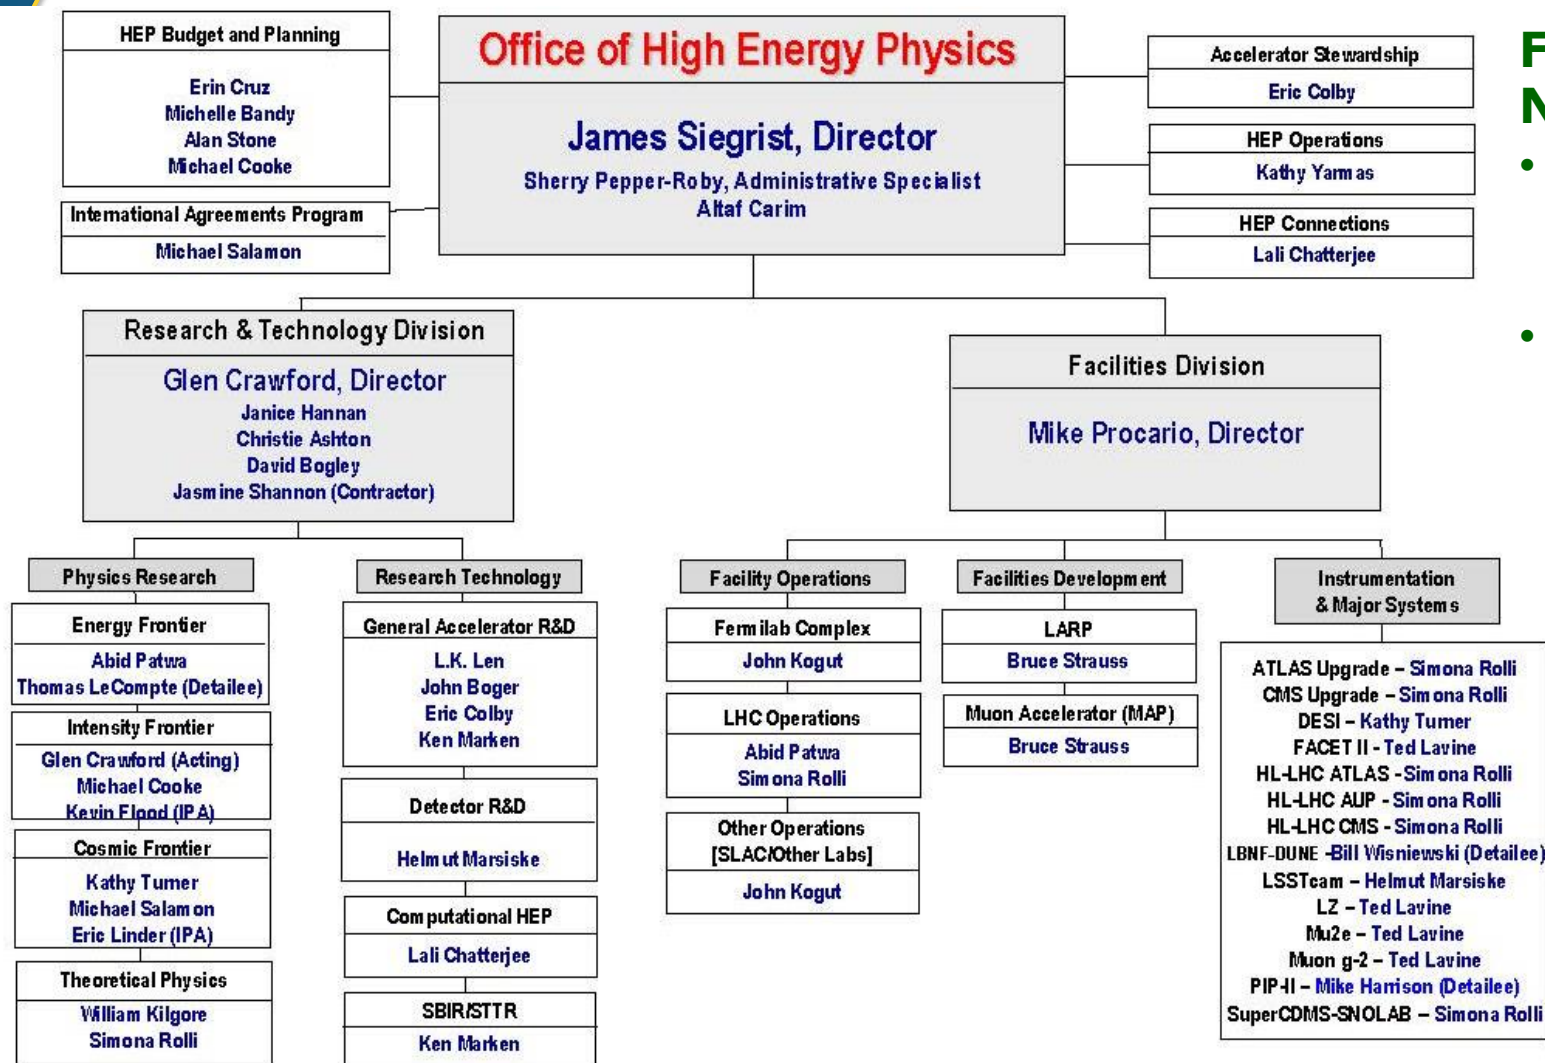 HEP Budget and Planning
Erin Cruz
Michelle Bandy
Alan Stone
Michael Cooke
International Agreements Program
Michael Salamon
Office of High Energy Physics
James Siegrist, Director
Sherry Pepper-Roby, Administrative Specialist
Altaf Carim
Accelerator Stewardship
Eric Colby
HEP Operations
Kathy Yarmas
HEP Connections
Lali Chatterjee
F
N
•
•
Research & Technology Division
Glen Crawford, Director
Janice Hannan
Christie Ashton
David Bogley
Jasmine Shannon (Contractor)
Facilities Division
Mike Procario, Director
Physics Research
Energy Frontier
Abid Patwa
Thomas LeCompte (Detailee)
Intensity Frontier
Glen Crawford (Acting)
Michael Cooke
Kevin Flood (IPA)
Cosmic Frontier
Kathy Turner
Michael Salamon
Eric Linder (IPA)
Theoretical Physics
William Kilgore
Simona Rolli
Research Technology
General Accelerator R&D
L.K. Len
John Boger
Eric Colby
Ken Marken
Detector R&D
Helmut Marsiske
Computational HEP
Lali Chatterjee
SBIR/STTR
Ken Marken
Facility Operations
Fermilab Complex
John Kogut
LHC Operations
Abid Patwa
Simona Rolli
Other Operations
[SLAC/Other Labs]
John Kogut
Facilities Development
LARP
Bruce Strauss
Muon Accelerator (MAP)
Bruce Strauss
Instrumentation
& Major Systems
ATLAS Upgrade – Simona Rolli
CMS Upgrade – Simona Rolli
DESI – Kathy Turner
FACET II - Ted Lavine
HL-LHC ATLAS -Simona Rolli
HL-LHC AUP - Simona Rolli
HL-LHC CMS - Simona Rolli
LBNF-DUNE -Bill Wisniewski (Detailee)
LSSTcam – Helmut Marsiske
LZ – Ted Lavine
Mu2e – Ted Lavine
Muon g-2 – Ted Lavine
PIP-II – Mike Harrison (Detailee)
SuperCDMS-SNOLAB – Simona Rolli